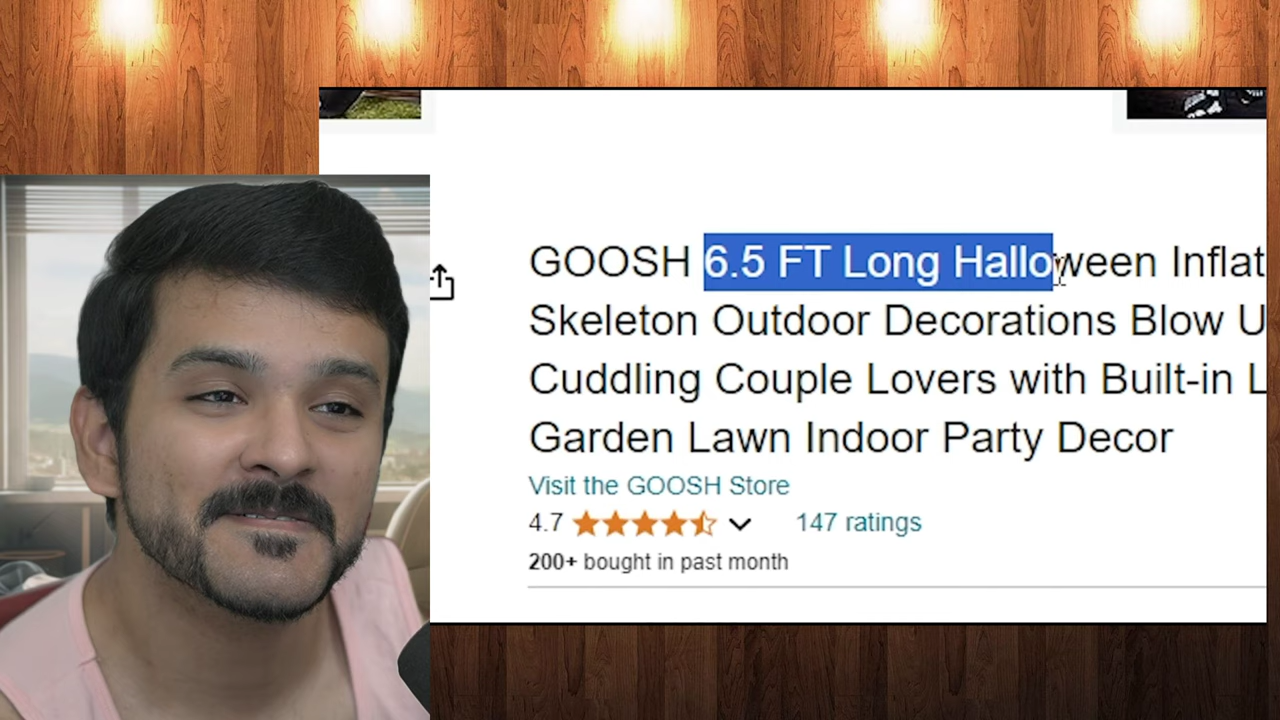 GOOSH 6.5 FT Long Halloween Inflat
Skeleton Outdoor Decorations Blow U
Cuddling Couple Lovers with Built-in L
Garden Lawn Indoor Party Decor
Visit the GOOSH Store
4.7 147 ratings
200+ bought in past month